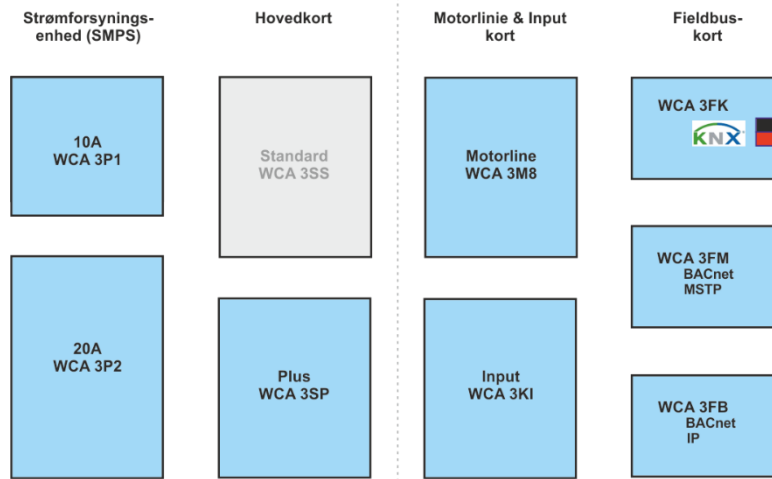 Strømforsynings-
enhed (SMPS)
Hovedkort
Motorlinie & Input
kort
Fieldbus-
kort
10A
WCA 3P1
20A
WCA 3P2
Standard
WCA 3SS
Plus
WCA 3SP
Motorline
WCA 3M8
Input
WCA 3KI
WCA 3FK
KNX
WCA 3FM
BACnet
MSTP
WCA 3FB
BACnet
IP